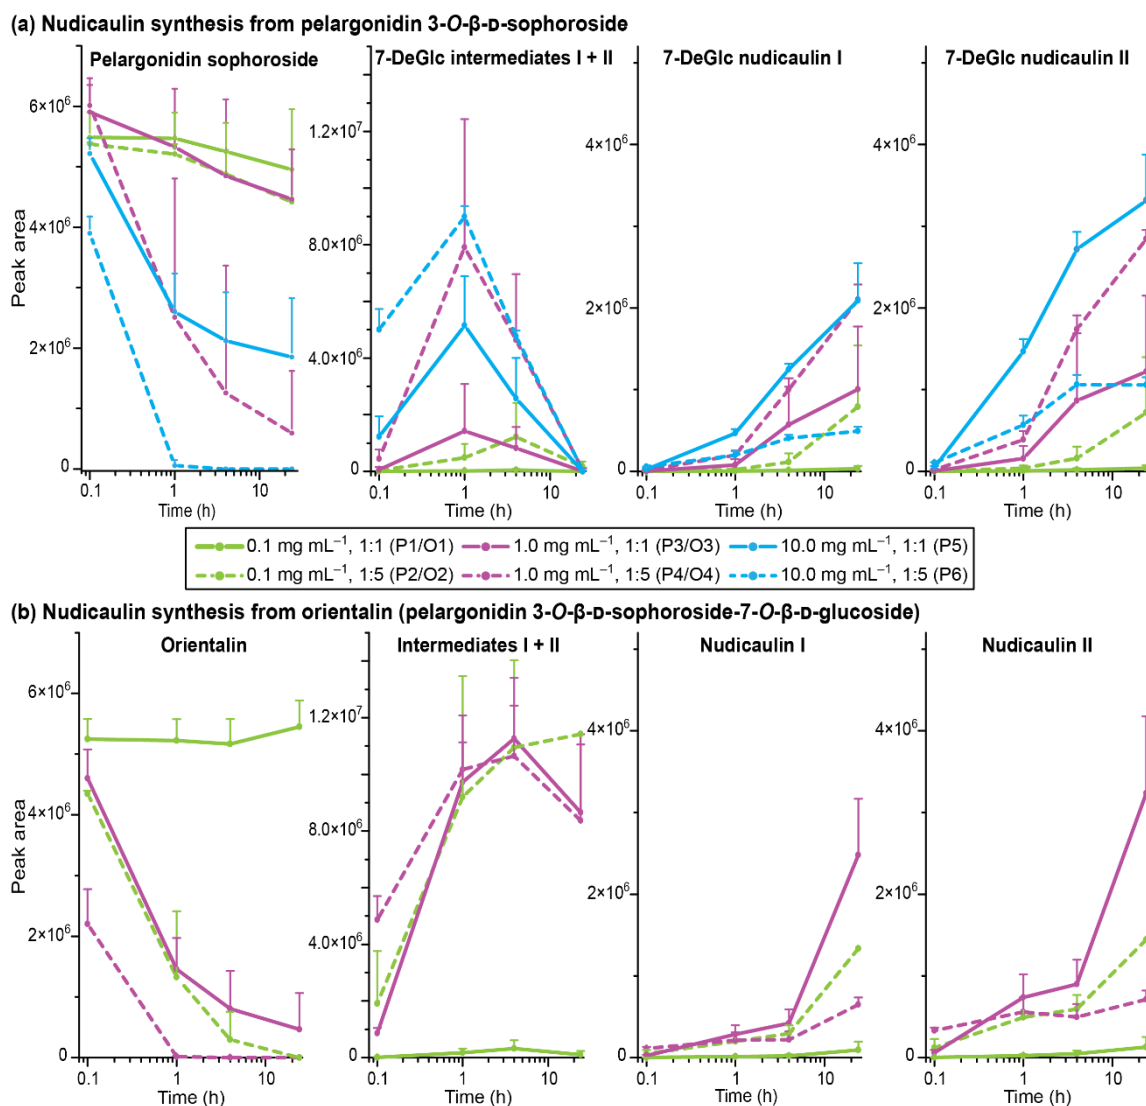 (a) Nudicaulin synthesis from pelargonidin 3-O-β-D-sophoroside
Pelargonidin sophoroside
7-DeGlc intermediates I + II
7-DeGlc nudicaulin I
7-DeGlc nudicaulin II
Peak area
6×10⁶
4×10⁶
2×10⁶
0
1.2×10⁷
8.0×10⁶
4.0×10⁶
0
4×10⁶
2×10⁶
0
4×10⁶
2×10⁶
0
0.1 1 10
0.1 1 10
0.1 1 10
0.1 1 10
Time (h)
Time (h)
Time (h)
Time (h)
0.1 mg mL⁻¹, 1:1 (P1/O1)
1.0 mg mL⁻¹, 1:1 (P3/O3)
10.0 mg mL⁻¹, 1:1 (P5)
0.1 mg mL⁻¹, 1:5 (P2/O2)
1.0 mg mL⁻¹, 1:5 (P4/O4)
10.0 mg mL⁻¹, 1:5 (P6)
(b) Nudicaulin synthesis from orientalin (pelargonidin 3-O-β-D-sophoroside-7-O-β-D-glucoside)
Orientalin
Intermediates I + II
Nudicaulin I
Nudicaulin II
Peak area
6×10⁶
4×10⁶
2×10⁶
0
1.2×10⁷
8.0×10⁶
4.0×10⁶
0
4×10⁶
2×10⁶
0
4×10⁶
2×10⁶
0
0.1 1 10
0.1 1 10
0.1 1 10
0.1 1 10
Time (h)
Time (h)
Time (h)
Time (h)